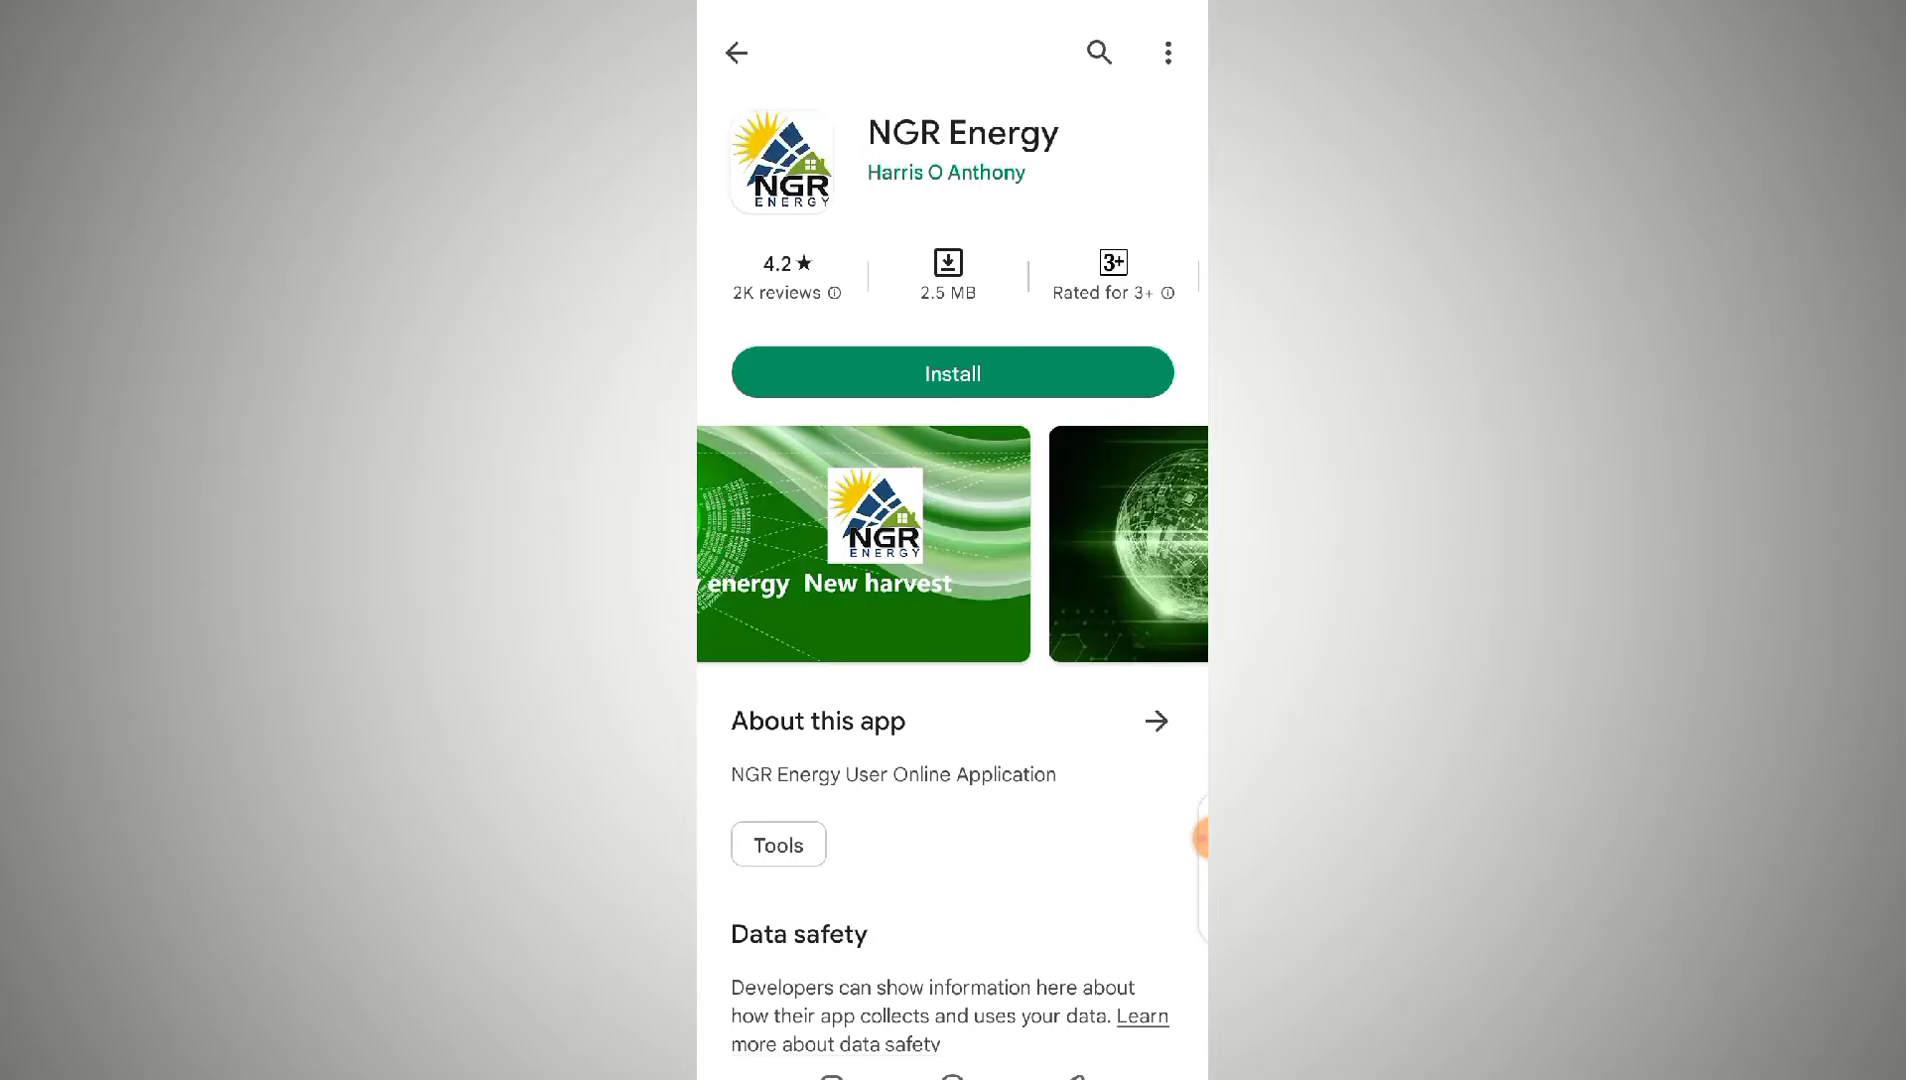 NGR Energy
Harris O Anthony
NGR
ENERGY
4.2★
2K reviews
2.5 MB
3+
Rated for 3+
Install
NGR
ENERGY
energy New harvest
About this app
NGR Energy User Online Application
Tools
Data safety
Developers can show information here about
how their app collects and uses your data. Learn
more about data safety